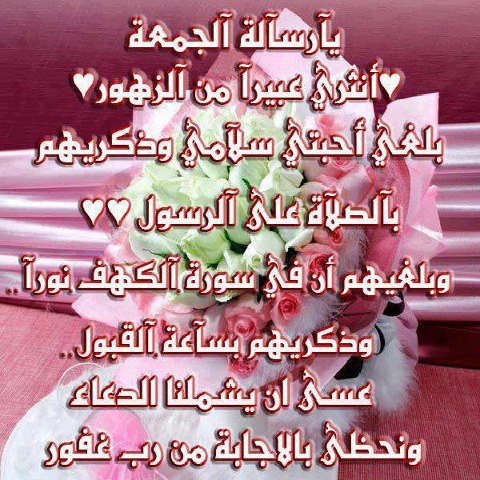 يآرسآلة آلجمعة
♥أنثريْ عبيرآ من آلزهور♥
بلغيْ أحبتيْ سلآميْ وذكريهم
بآلصلآة علىْ آلرسول ♥♥
وبلغيهم أن فيْ سورة آلكهف نورآ..
وذكريهم بسآعة آلقبول..
عسىْ ان يشملنا الدعاء
ونحظىْ بالاجابة من رب غفور